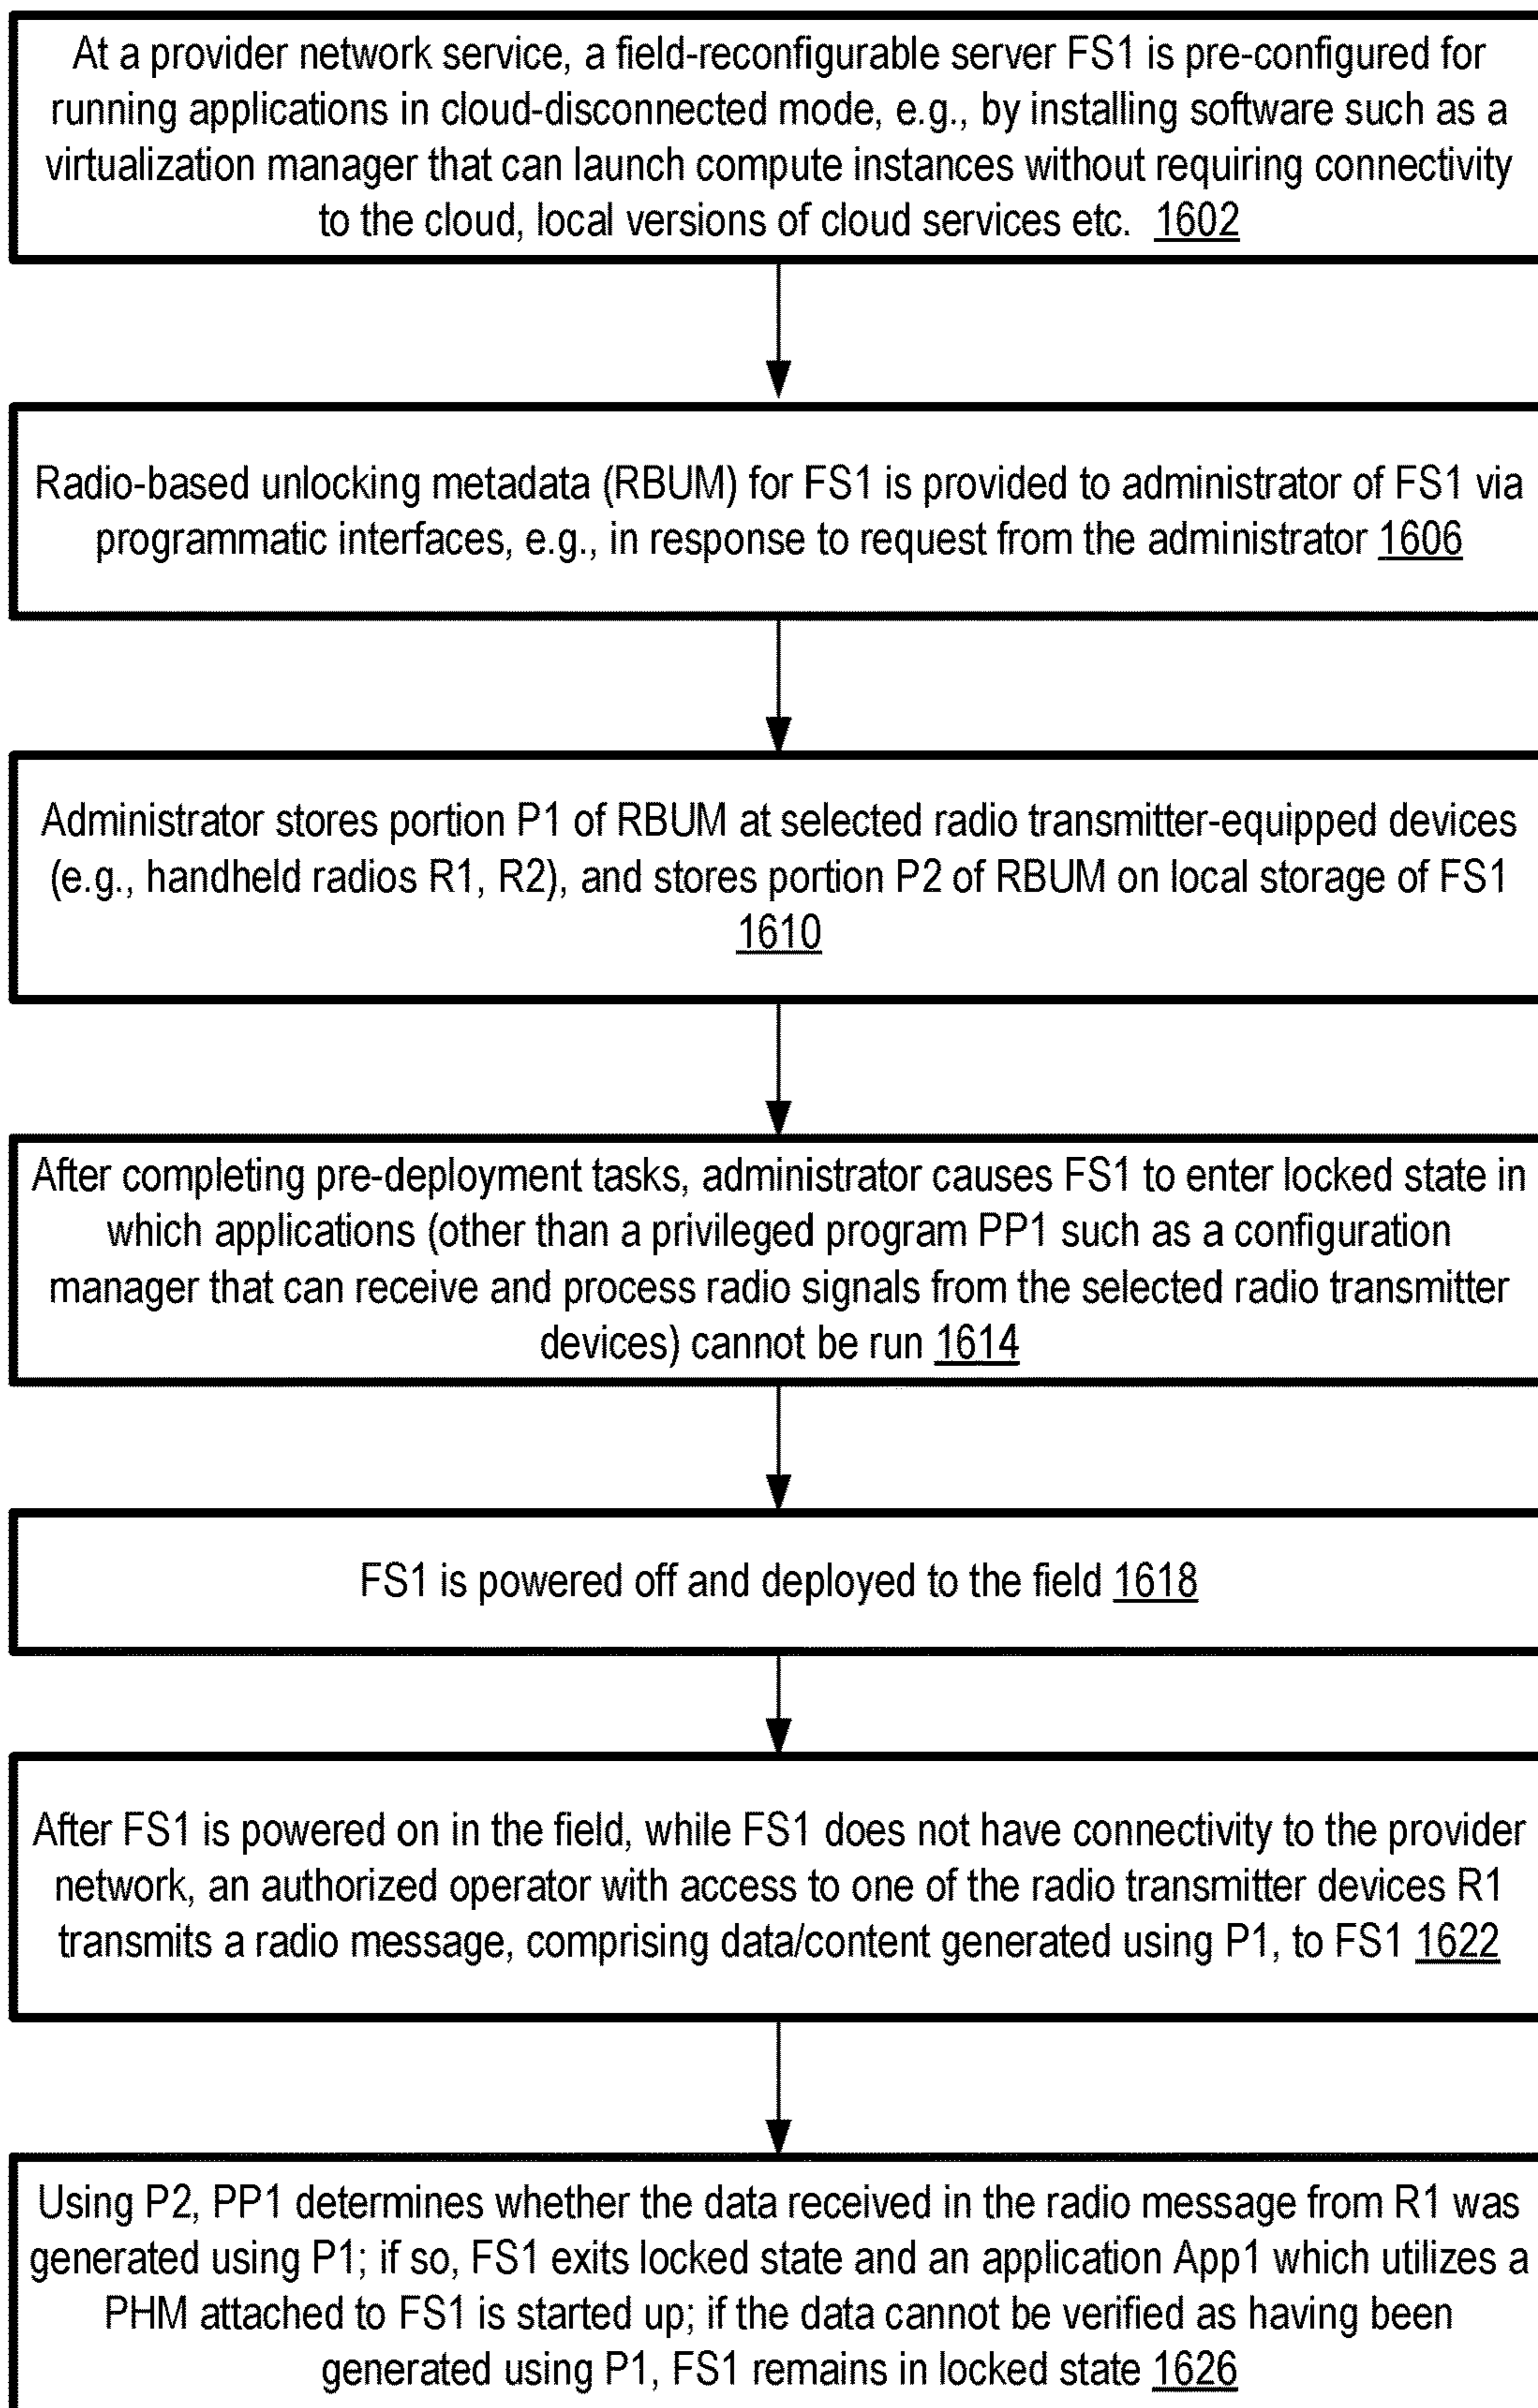 At a provider network service, a field-reconfigurable server FS1 is pre-configured for
running applications in cloud-disconnected mode, e.g., by installing software such as a
virtualization manager that can launch compute instances without requiring connectivity
to the cloud, local versions of cloud services etc. 1602
Radio-based unlocking metadata (RBUM) for FS1 is provided to administrator of FS1 via
programmatic interfaces, e.g., in response to request from the administrator 1606
Administrator stores portion P1 of RBUM at selected radio transmitter-equipped devices
(e.g., handheld radios R1, R2), and stores portion P2 of RBUM on local storage of FS1
1610
After completing pre-deployment tasks, administrator causes FS1 to enter locked state in
which applications (other than a privileged program PP1 such as a configuration
manager that can receive and process radio signals from the selected radio transmitter
devices) cannot be run 1614
FS1 is powered off and deployed to the field 1618
After FS1 is powered on in the field, while FS1 does not have connectivity to the provider
network, an authorized operator with access to one of the radio transmitter devices R1
transmits a radio message, comprising data/content generated using P1, to FS1 1622
Using P2, PP1 determines whether the data received in the radio message from R1 was
generated using P1; if so, FS1 exits locked state and an application App1 which utilizes a
PHM attached to FS1 is started up; if the data cannot be verified as having been
generated using P1, FS1 remains in locked state 1626